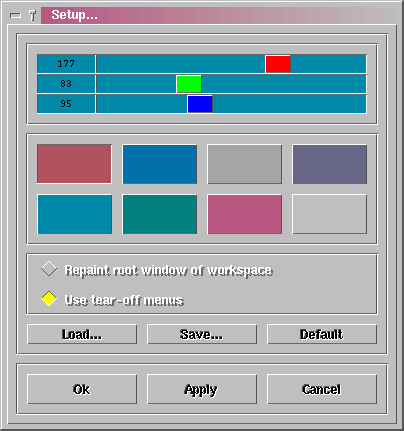 Setup...
177
83
95
Repaint root window of workspace
Use tear-off menus
Load... Save... Default
Ok Apply Cancel